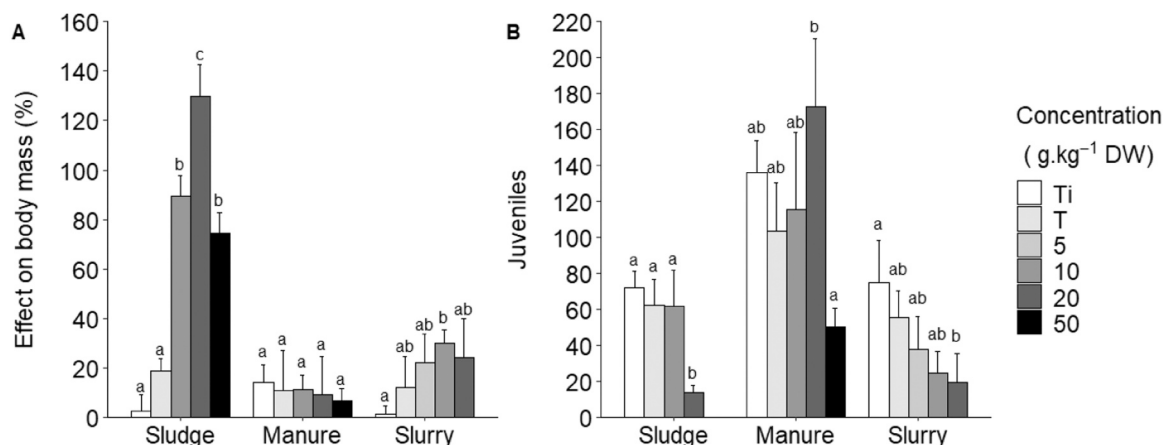 A
Effect on body mass (%)
160
140
120
100
80
60
40
20
0
a
a
b
c
b
a
a
a
a
a
a
ab
ab
b
ab
Sludge Manure Slurry
B
Juveniles
220
200
180
160
140
120
100
80
60
40
20
0
a
a
a
b
ab
ab
ab
b
a
a
ab
ab
ab
b
Sludge Manure Slurry
Concentration
( g.kg⁻¹ DW)
Ti
T
5
10
20
50